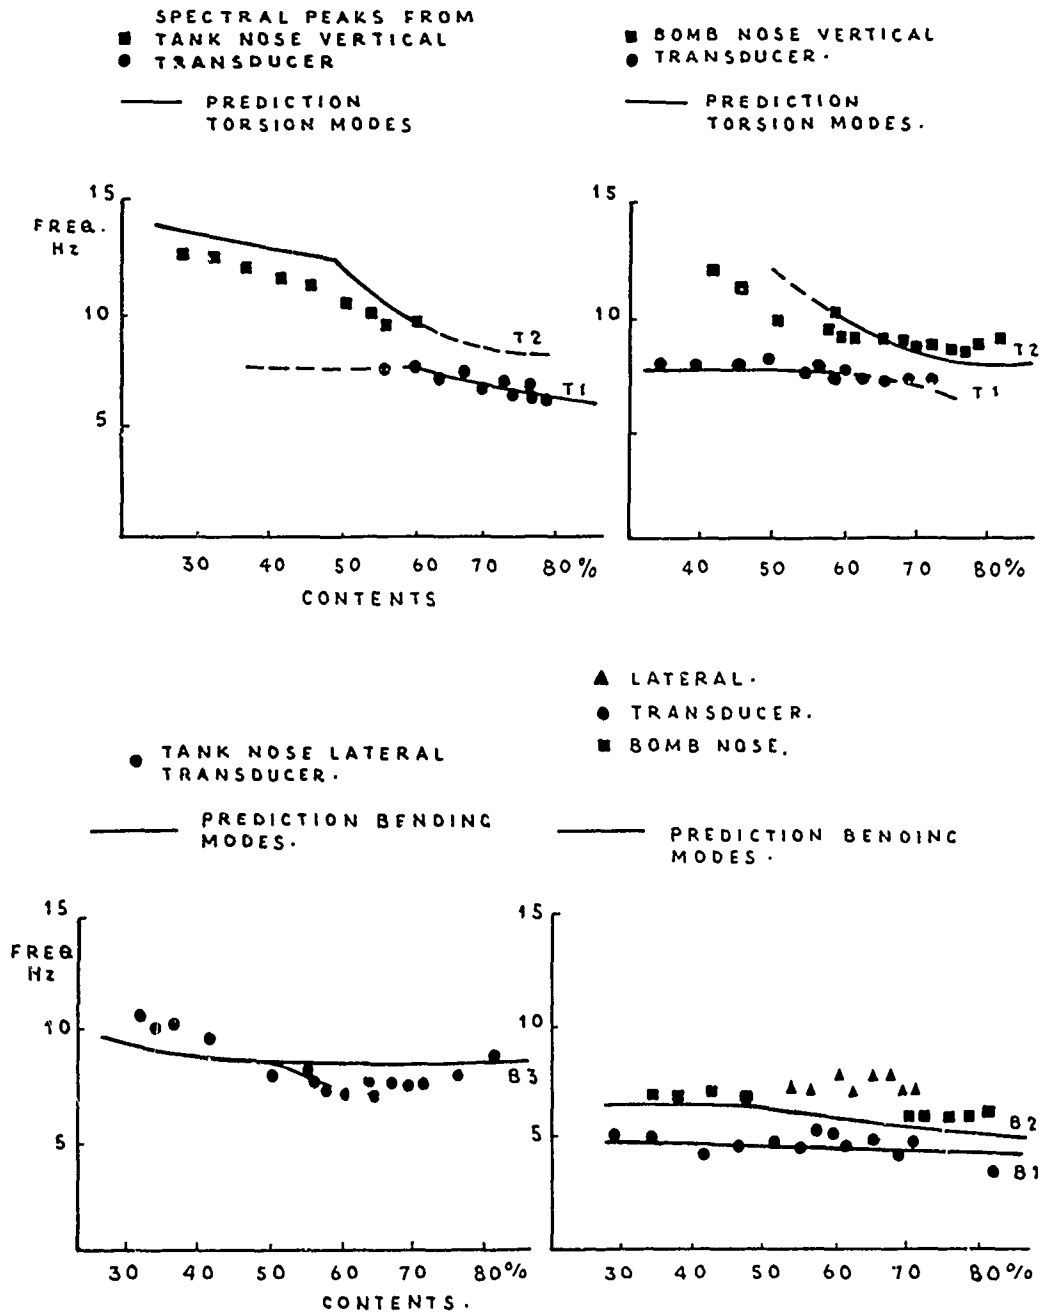 SPECTRAL PEAKS FROM
TANK NOSE VERTICAL
TRANSDUCER
PREDICTION
TORSION MODES
BOMB NOSE VERTICAL
TRANSDUCER.
PREDICTION
TORSION MODES.
15
FREQ.
Hz
10
5
T2
T1
30 40 50 60 70 80%
CONTENTS
15
10
T2
T1
40 50 60 70 80%
TANK NOSE LATERAL
TRANSDUCER.
PREDICTION BENDING
MODES.
LATERAL.
TRANSDUCER.
BOMB NOSE.
PREDICTION BENDING
MODES.
15
FREQ
Hz
10
5
B3
30 40 50 60 70 80%
CONTENTS.
15
10
5
B2
B1
30 40 50 60 70 80%